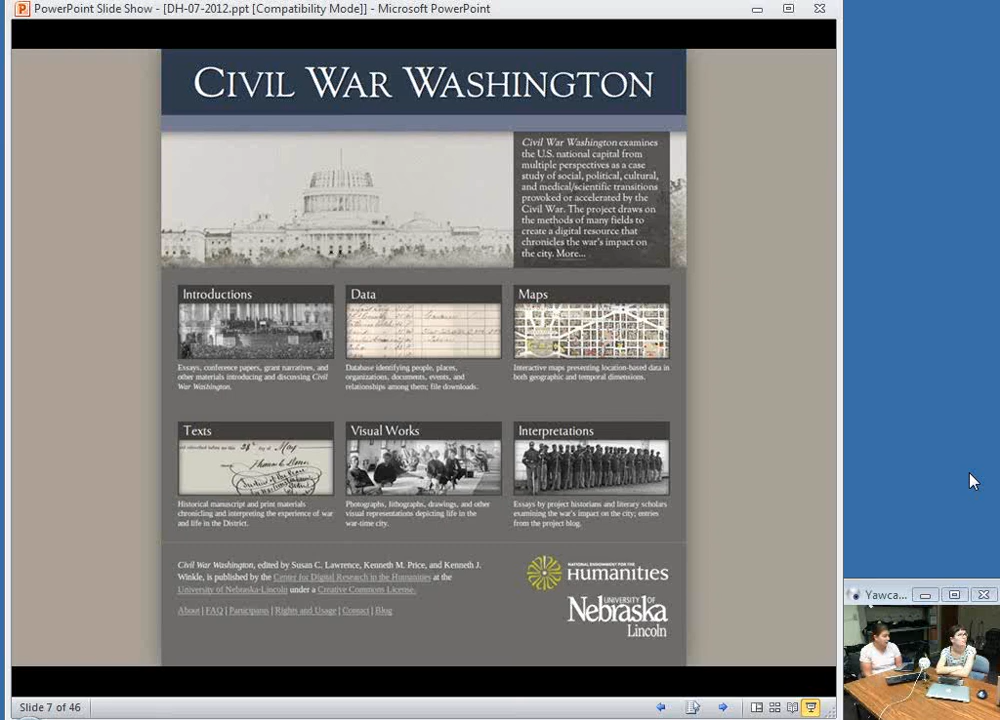 PowerPoint Slide Show - [DH-07-2012.ppt [Compatibility Mode]] - Microsoft PowerPoint
CIVIL WAR WASHINGTON
Civil War Washington examines
the U.S. national capital from
multiple perspectives as a case
study of social, political, cultural,
and medical/scientific transitions
provoked or accelerated by the
Civil War. The project draws on
the methods of many fields to
create a digital resource that
chronicles the war's impact on
the city. More...
Introductions
Essays, conference papers, grant narratives, and
other materials introducing and discussing Civil
War Washington.
Data
Database identifying people, places,
organizations, documents, events, and
relationships among them; file downloads.
Maps
Interactive maps presenting location-based data in
both geographic and temporal dimensions.
Texts
Historical manuscript and print materials
chronicling and interpreting the experience of war
and life in the District.
Visual Works
Photographs, lithographs, drawings, and other
visual representations depicting life in the
war-time city.
Interpretations
Essays by project historians and literary scholars
examining the war's impact on the city; entries
from the project blog.
Civil War Washington, edited by Susan C. Lawrence, Kenneth M. Price, and Kenneth J.
Winkle, is published by the Center for Digital Research in the Humanities at the
University of Nebraska-Lincoln under a Creative Commons License.
About | FAQ | Participants | Rights and Usage | Contact | Blog
NATIONAL ENDOWMENT FOR THE
HUMANITIES
UNIVERSITY OF
Nebraska
Lincoln
Yawca...
Slide 7 of 46